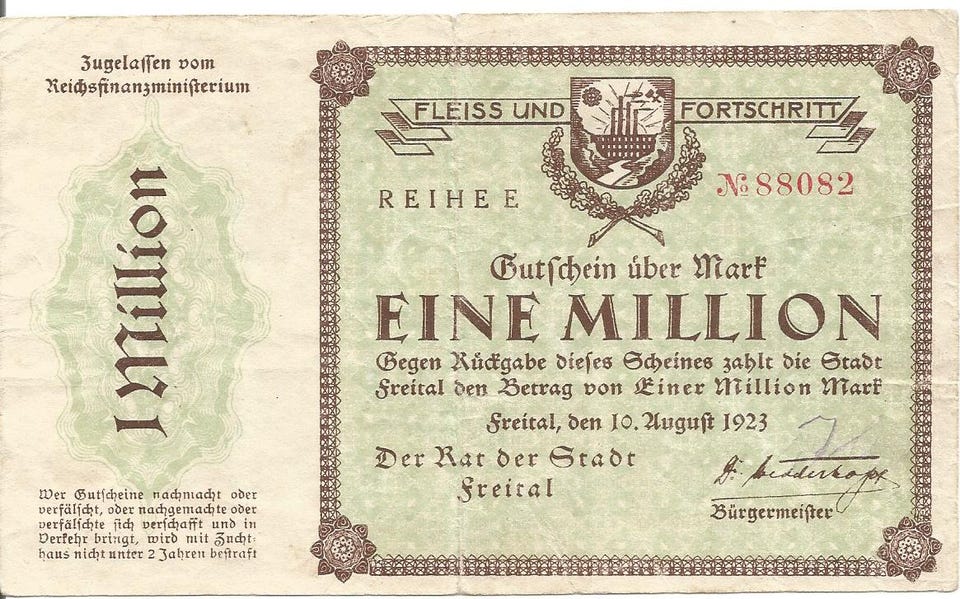 Zugelassen vom
Reichsfinanzministerium
1 Million
Wer Gutscheine nachmacht oder
verfälscht, oder nachgemachte oder
verfälschte sich verschafft und in
Verkehr bringt, wird mit Zucht-
haus nicht unter 2 Jahren bestraft
FLEISS UND FORTSCHRITT
REIHE E
№ 88082
Gutschein über Mark
EINE MILLION
Gegen Rückgabe dieses Scheines zahlt die Stadt
Freital den Betrag von Einer Million Mark
Freital, den 10. August 1923
Der Rat der Stadt
Freital
Dr. Wedderkopf
Bürgermeister